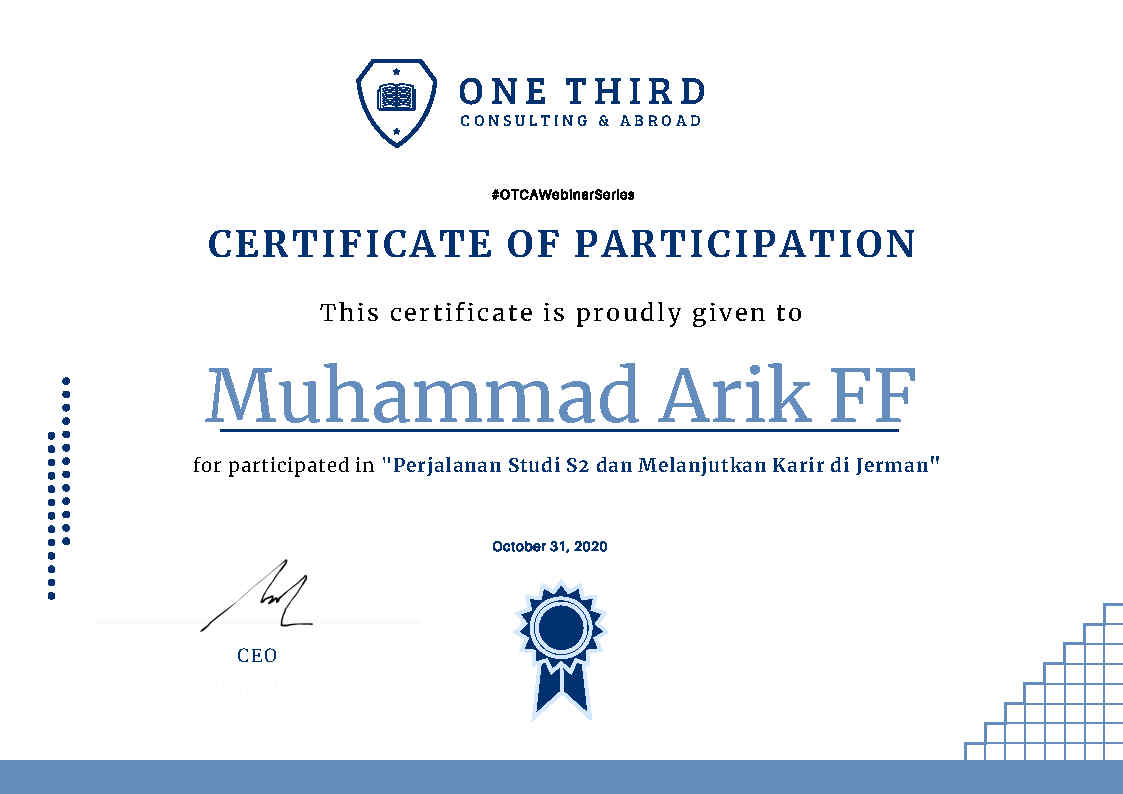 ONE THIRD
CONSULTING & ABROAD
#OTCAWebinarSeries
CERTIFICATE OF PARTICIPATION
This certificate is proudly given to
Muhammad Arik FF
for participated in "Perjalanan Studi S2 dan Melanjutkan Karir di Jerman"
October 31, 2020
CEO